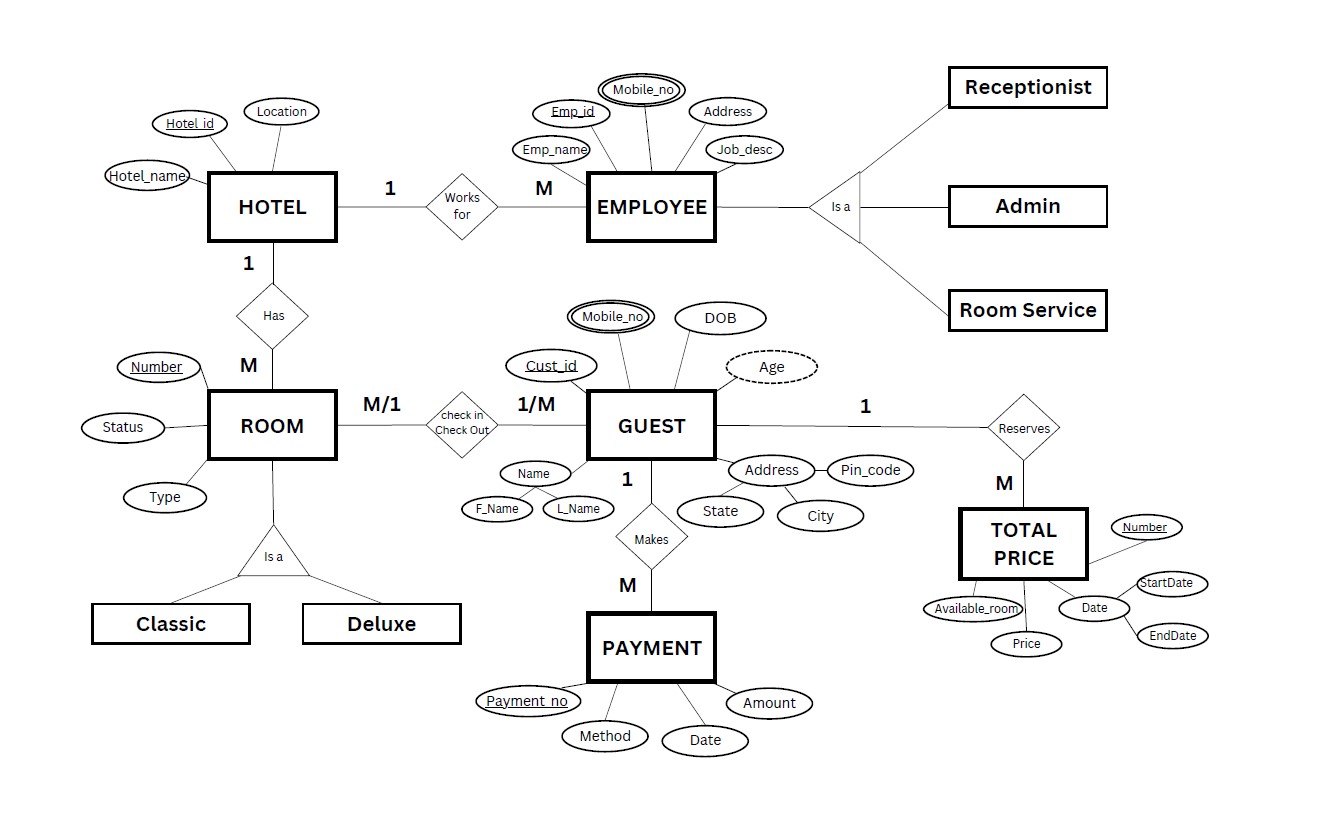 Receptionist
Mobile_no
Location
Emp_id
Address
Hotel_id
Emp_name
Job_desc
Hotel_name
1
M
HOTEL
Works
for
EMPLOYEE
Is a
Admin
1
Has
Room Service
Mobile_no
DOB
M
Number
Cust_id
Age
M/1
1/M
1
Status
ROOM
check in
Check Out
GUEST
Reserves
Name
Address
Pin_code
1
M
Type
F_Name
L_Name
State
City
Makes
TOTAL
PRICE
Number
Is a
M
StartDate
Available_room
Date
Classic
Deluxe
EndDate
PAYMENT
Price
Payment_no
Amount
Method
Date